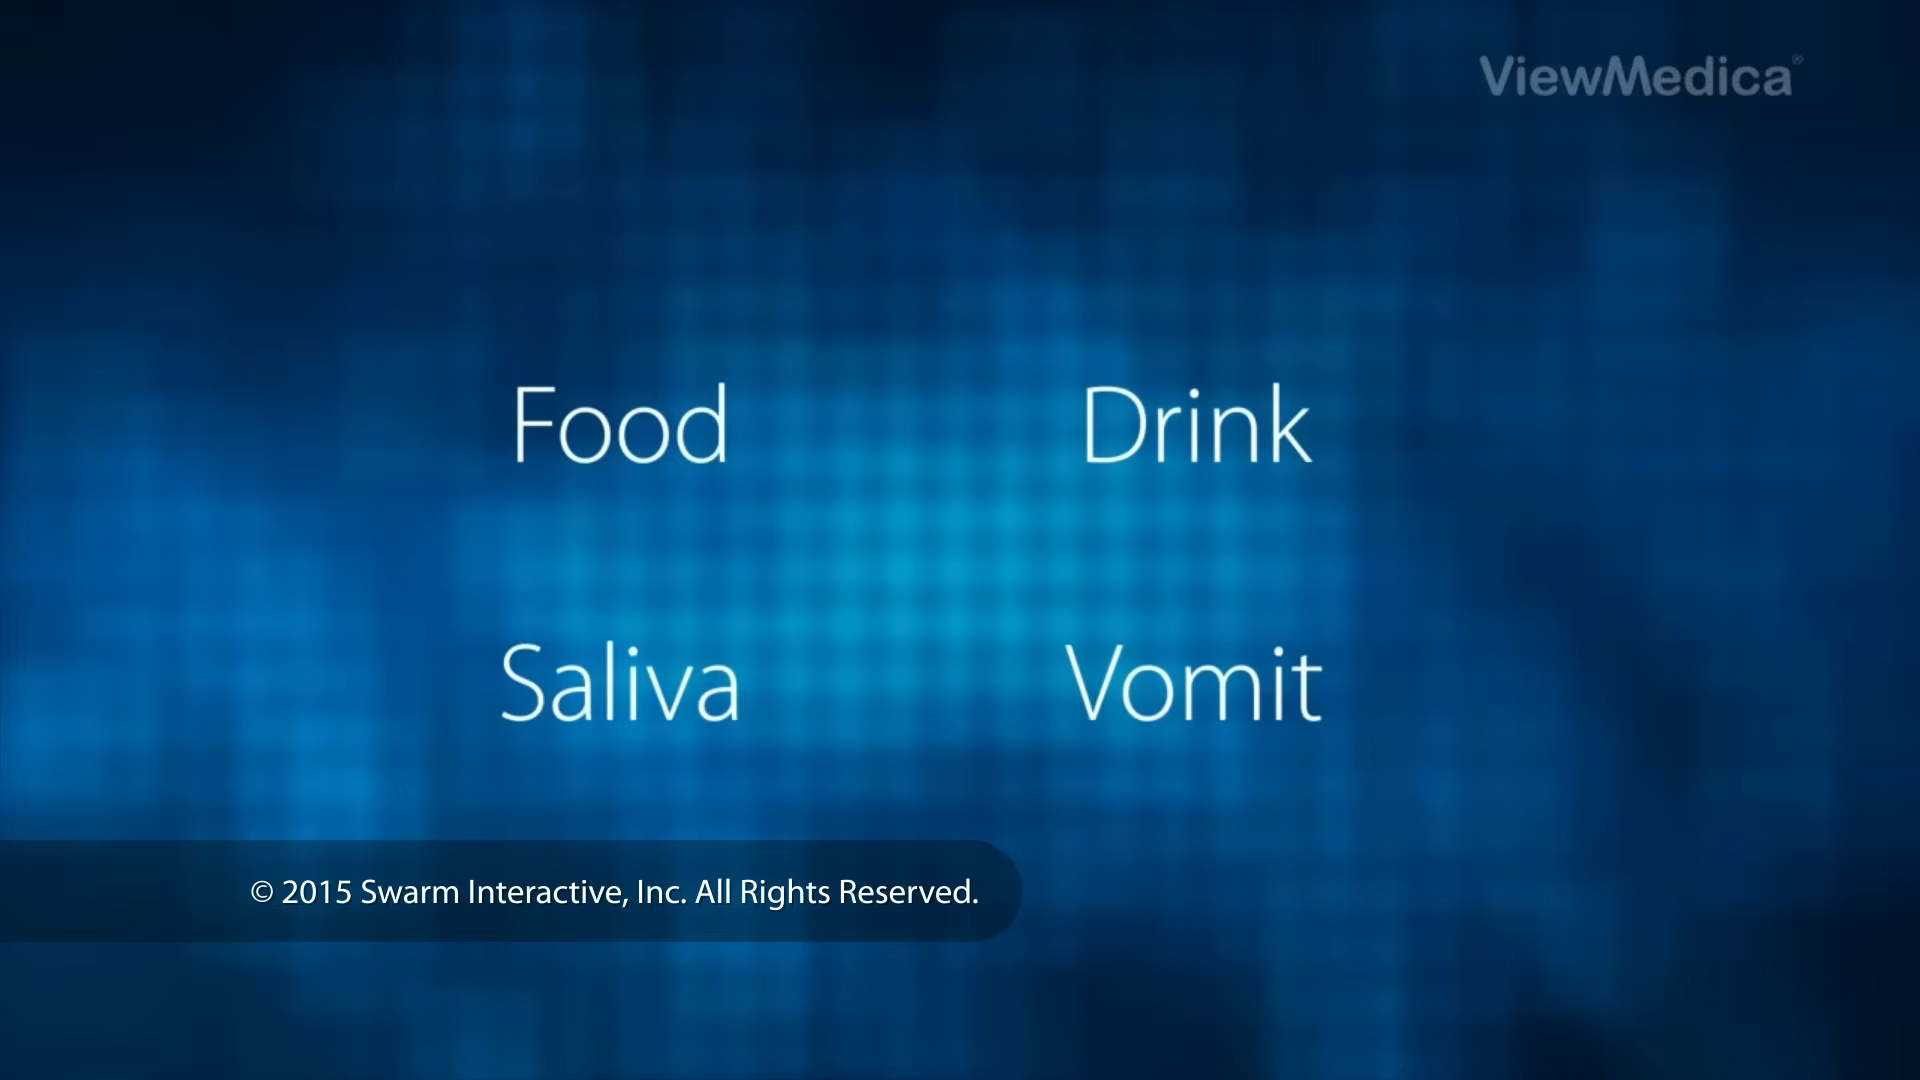 ViewMedica®
Food Drink
Saliva Vomit
© 2015 Swarm Interactive, Inc. All Rights Reserved.